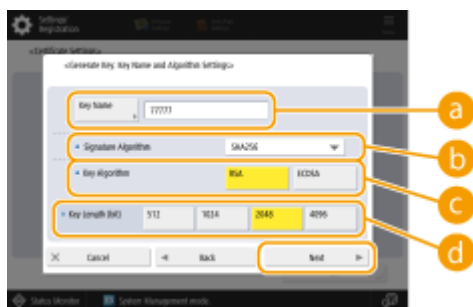 Settings/
Registration
<Certificate Settings>
<Generate Key: Key Name and Algorithm Settings>
Key Name
77777
a
Signature Algorithm
SHA256
b
Key Algorithm
RSA
ECDSA
c
Key Length (bit)
512
1024
2048
4096
d
Cancel
Back
Next
Status Monitor
System Management mode.